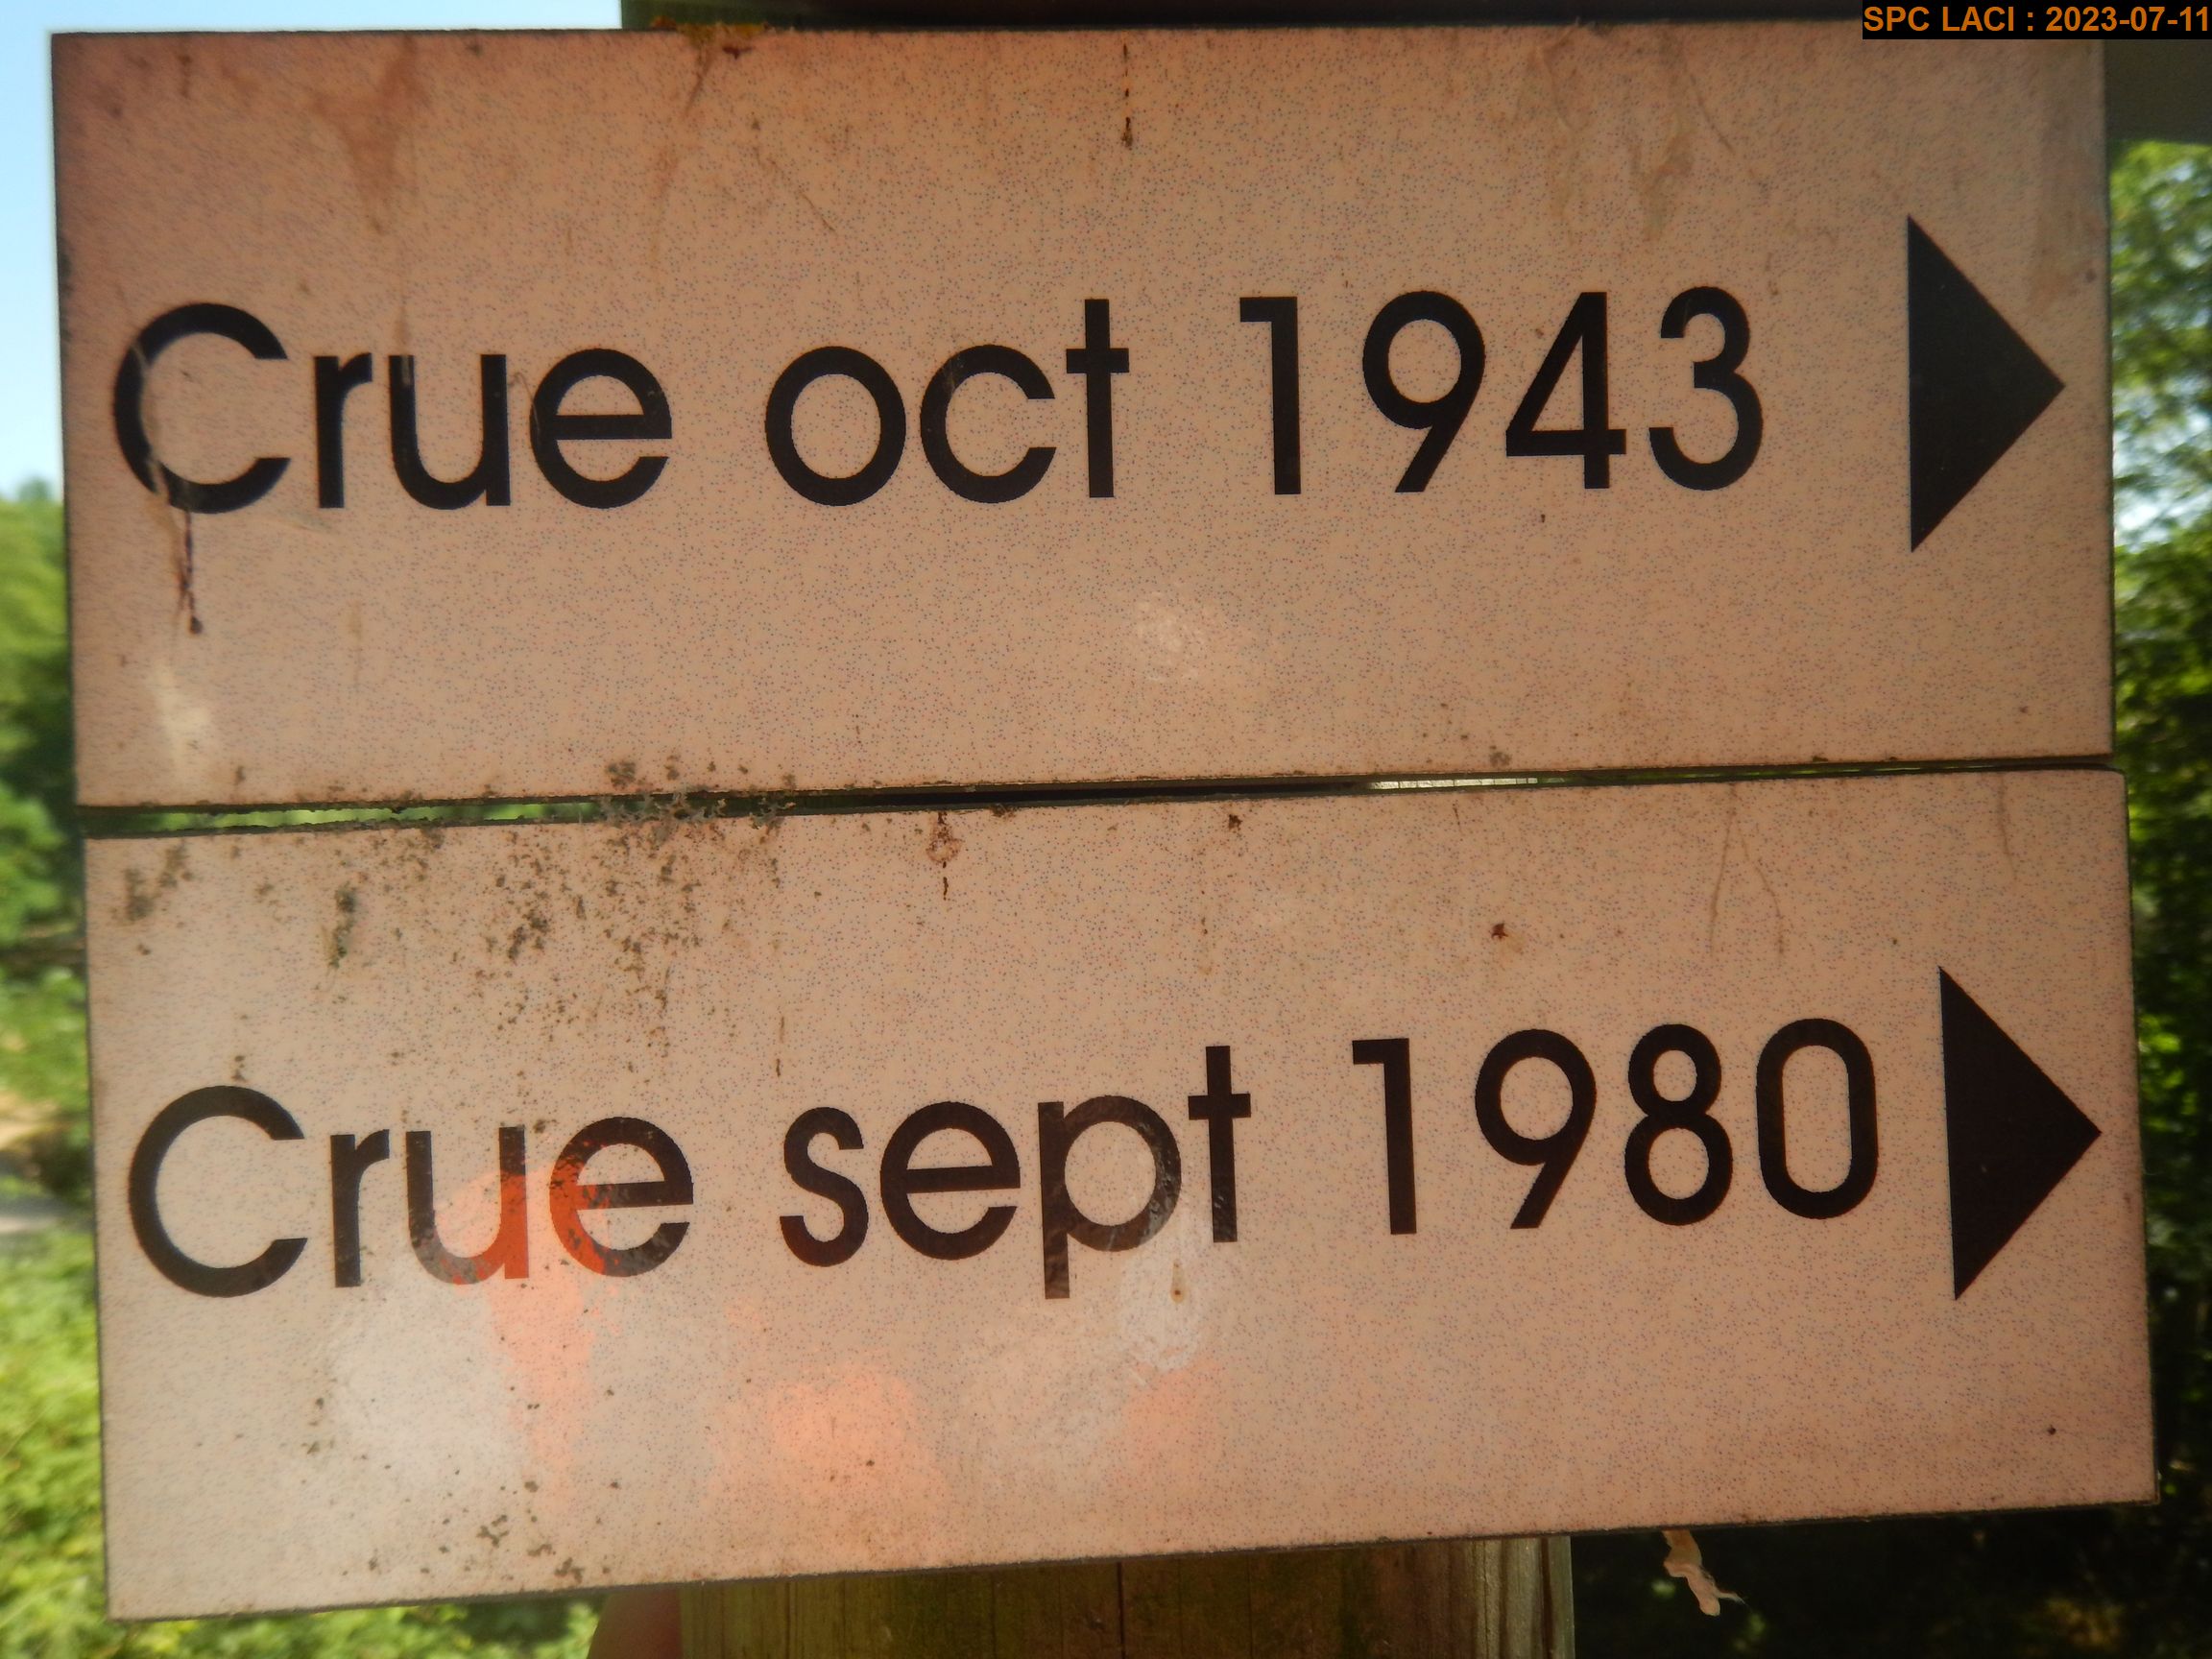 SPC LACI : 2023-07-11
Crue oct 1943
Crue sept 1980